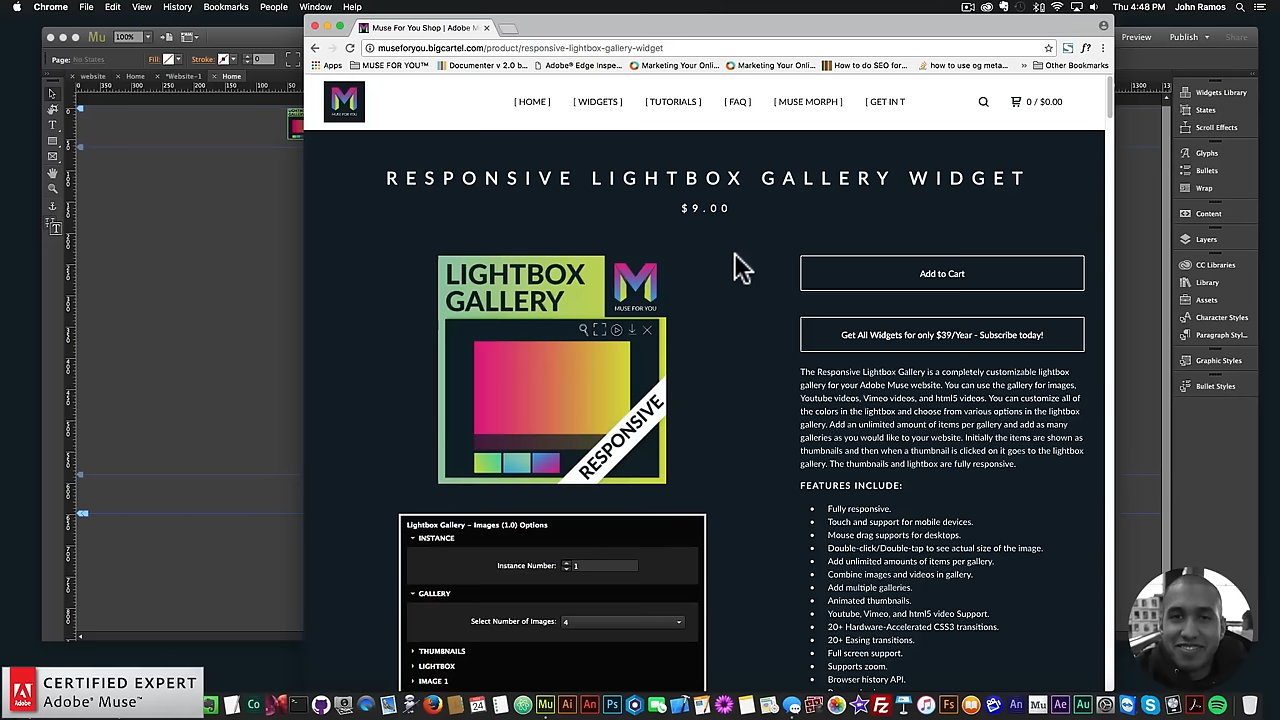 Chrome File Edit View History Bookmarks People Window Help
Thu 4:48 PM John Ramos
Mu 100%
Preview Publish Share
Muse For You Shop | Adobe M
museforyou.bigcartel.com/product/responsive-lightbox-gallery-widget
Page: No States Fill: Stroke: 0
Apps MUSE FOR YOU™ Documenter v 2.0 b... Adobe® Edge Inspe... Marketing Your Onli... Marketing Your Onli... How to do SEO for... how to use og meta... » Other Bookmarks
website Home Website-1 Home
MUSE FOR YOU
[ HOME ] [ WIDGETS ] [ TUTORIALS ] [ FAQ ] [ MUSE MORPH ] [ GET IN T
0 / $0.00
RESPONSIVE LIGHTBOX GALLERY WIDGET
$9.00
LIGHTBOX
GALLERY
MUSE FOR YOU
RESPONSIVE
Add to Cart
Get All Widgets for only $39/Year - Subscribe today!
The Responsive Lightbox Gallery is a completely customizable lightbox
gallery for your Adobe Muse website. You can use the gallery for images,
Youtube videos, Vimeo videos, and html5 videos. You can customize all of
the colors in the lightbox and choose from various options in the lightbox
gallery. Add an unlimited amount of items per gallery and add as many
galleries as you would like to your website. Initially the items are shown as
thumbnails and then when a thumbnail is clicked on it goes to the lightbox
gallery. The thumbnails and lightbox are fully responsive.
FEATURES INCLUDE:
Fully responsive.
Touch and support for mobile devices.
Mouse drag supports for desktops.
Double-click/Double-tap to see actual size of the image.
Add unlimited amounts of items per gallery.
Combine images and videos in gallery.
Add multiple galleries.
Animated thumbnails.
Youtube, Vimeo, and html5 video Support.
20+ Hardware-Accelerated CSS3 transitions.
20+ Easing transitions.
Full screen support.
Supports zoom.
Browser history API.
Lightbox Gallery – Images (1.0) Options
INSTANCE
Instance Number: 1
GALLERY
Select Number of Images: 4
THUMBNAILS
LIGHTBOX
IMAGE 1
Widgets Library
States
Scroll Effects
Glyphs
Bullets
Wrap
Content
Layers
CC Libraries
Library
Assets
Character Styles
Paragraph Styl...
Graphic Styles
Bullet Styles
CERTIFIED EXPERT
Adobe® Muse™